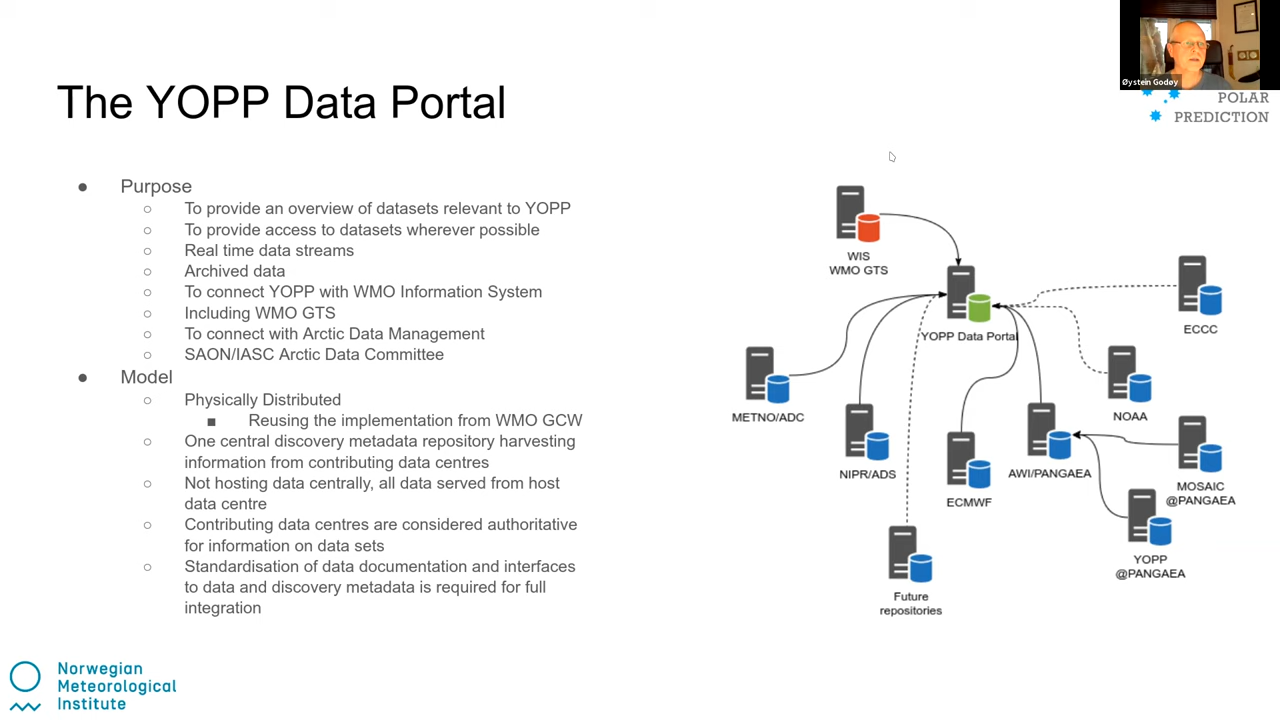 Øystein Godøy
POLAR
PREDICTION
The YOPP Data Portal
● Purpose
○ To provide an overview of datasets relevant to YOPP
○ To provide access to datasets wherever possible
○ Real time data streams
○ Archived data
○ To connect YOPP with WMO Information System
○ Including WMO GTS
○ To connect with Arctic Data Management
○ SAON/IASC Arctic Data Committee
● Model
○ Physically Distributed
■ Reusing the implementation from WMO GCW
○ One central discovery metadata repository harvesting
information from contributing data centres
○ Not hosting data centrally, all data served from host
data centre
○ Contributing data centres are considered authoritative
for information on data sets
○ Standardisation of data documentation and interfaces
to data and discovery metadata is required for full
integration
WIS
WMO GTS
YOPP Data Portal
ECCC
METNO/ADC
NOAA
NIPR/ADS
ECMWF
AWI/PANGAEA
MOSAIC
@PANGAEA
YOPP
@PANGAEA
Future
repositories
Norwegian
Meteorological
Institute